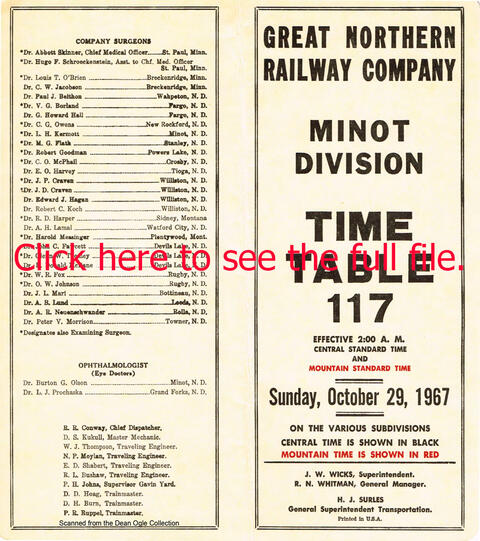 COMPANY SURGEONS
*Dr. Abbott Skinner, Chief Medical Officer St. Paul, Minn.
*Dr. Hugo F. Schroeckenstein, Asst. to Chf. Med. Officer
St. Paul, Minn.
*Dr. Louis T. O'Brien Breckenridge, Minn.
Dr. C. W. Jacobson Breckenridge, Minn.
Dr. Paul J. Beithon Wahpeton, N. D.
*Dr. V. G. Borland Fargo, N. D.
Dr. G. Howard Hall Fargo, N. D.
*Dr. C. G. Owens New Rockford, N. D.
*Dr. L. H. Kermott Minot, N. D.
*Dr. M. G. Flath Stanley, N. D.
*Dr. Robert Goodman Powers Lake, N. D.
*Dr. C. O. McPhail Crosby, N. D.
Dr. E. O. Harvey Tioga, N. D.
*Dr. J. P. Craven Williston, N. D.
*Dr. J. D. Craven Williston, N. D.
Dr. Edward J. Hagan Williston, N. D.
Dr. Robert C. Koch Williston, N. D.
*Dr. R. D. Harper Sidney, Montana
Dr. A. H. Lamal Watford City, N. D.
*Dr. Harold Messinger Plentywood, Mont.
John C. Fawcett Devils Lake, N. D.
Devils Lake, N. D.
Devils Lake, N. D.
Dr. W. R. Fox Rugby, N. D.
*Dr. O. W. Johnson Rugby, N. D.
Dr. J. L. Mari Bottineau, N. D.
Dr. A. R. Lund Leeds, N. D.
Dr. A. R. Neuenschwander Rolla, N. D.
Dr. Peter V. Morrison Towner, N. D.
*Designates also Examining Surgeon.
OPHTHALMOLOGIST
(Eye Doctors)
Dr. Burton G. Olson Minot, N. D.
Dr. L. J. Prochaska Grand Forks, N. D.
R. R. Conway, Chief Dispatcher,
D. S. Kukull, Master Mechanic.
W. J. Thompson, Traveling Engineer.
N. P. Moylan, Traveling Engineer.
E. D. Shabert, Traveling Engineer.
R. L. Bushaw, Traveling Engineer.
P. H. Johns, Supervisor Gavin Yard.
D. D. Hoag, Trainmaster.
D. H. Burn, Trainmaster.
P. R. Ruppel, Trainmaster.
Scanned from the Dean Ogle Collection
Click here to see the full file.
GREAT NORTHERN
RAILWAY COMPANY
MINOT
DIVISION
TIME
TABLE
117
EFFECTIVE 2:00 A. M.
CENTRAL STANDARD TIME
AND
MOUNTAIN STANDARD TIME
Sunday, October 29, 1967
ON THE VARIOUS SUBDIVISIONS
CENTRAL TIME IS SHOWN IN BLACK
MOUNTAIN TIME IS SHOWN IN RED
J. W. WICKS, Superintendent.
R. N. WHITMAN, General Manager.
H. J. SURLES
General Superintendent Transportation.
Printed in U.S.A.